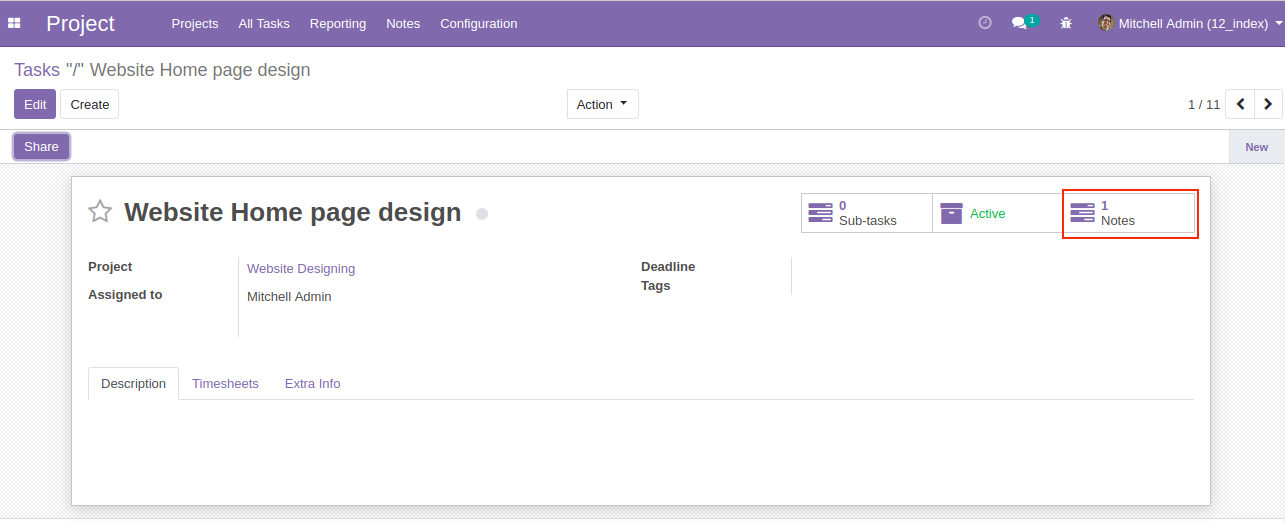 Project Projects All Tasks Reporting Notes Configuration 1 Mitchell Admin (12_index)
Tasks "/" Website Home page design
Edit Create Action 1 / 11
Share New
Website Home page design
0
Sub-tasks
Active
1
Notes
Project Website Designing
Assigned to Mitchell Admin
Deadline
Tags
Description Timesheets Extra Info